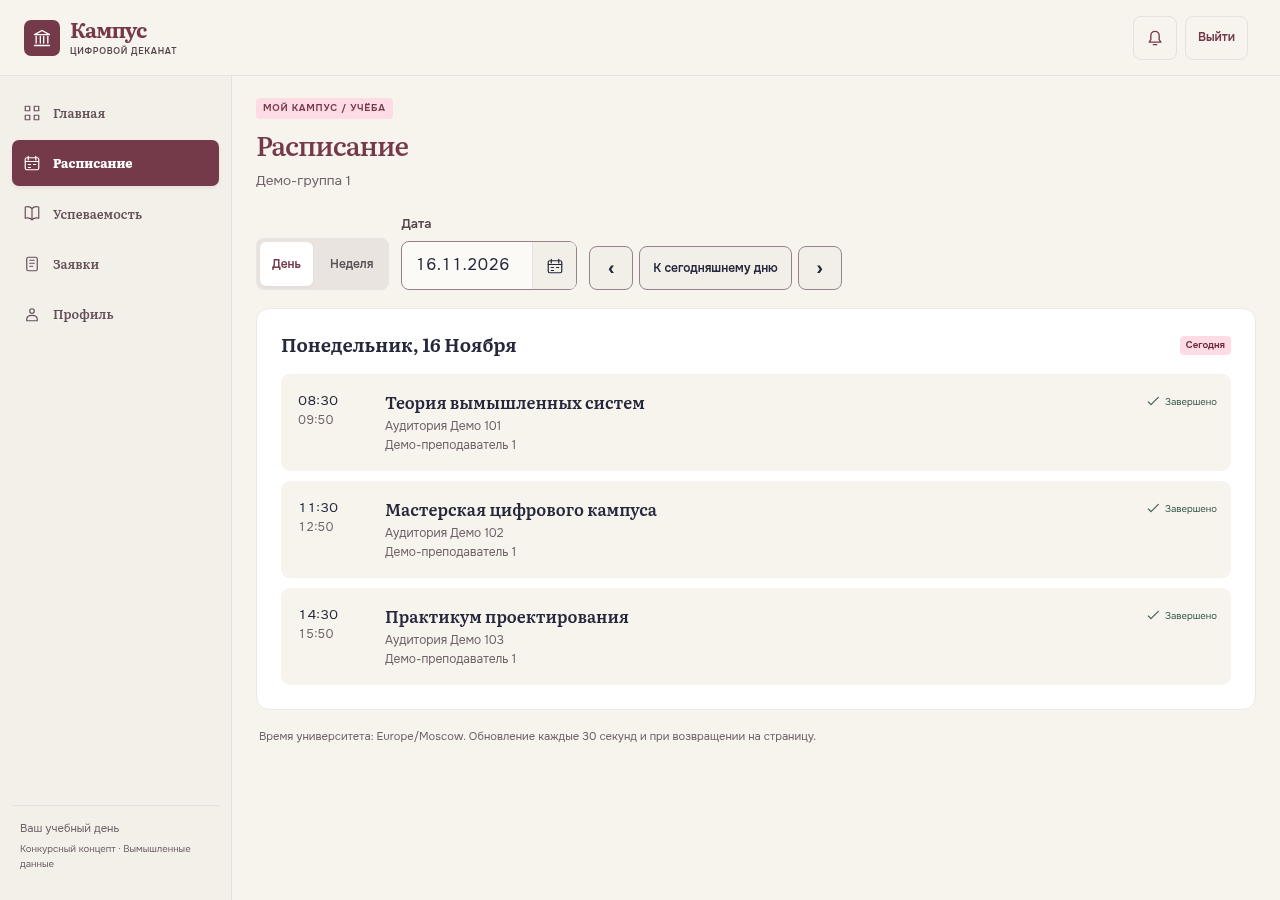 Кампус
ЦИФРОВОЙ ДЕКАНАТ
Выйти
Главная
Расписание
Успеваемость
Заявки
Профиль
Ваш учебный день
Конкурсный концепт · Вымышленные
данные
МОЙ КАМПУС / УЧЁБА
Расписание
Демо-группа 1
День
Неделя
Дата
16.11.2026
‹
К сегодняшнему дню
›
Понедельник, 16 Ноября
Сегодня
08:30
09:50
Теория вымышленных систем
Аудитория Демо 101
Демо-преподаватель 1
Завершено
11:30
12:50
Мастерская цифрового кампуса
Аудитория Демо 102
Демо-преподаватель 1
Завершено
14:30
15:50
Практикум проектирования
Аудитория Демо 103
Демо-преподаватель 1
Завершено
Время университета: Europe/Moscow. Обновление каждые 30 секунд и при возвращении на страницу.